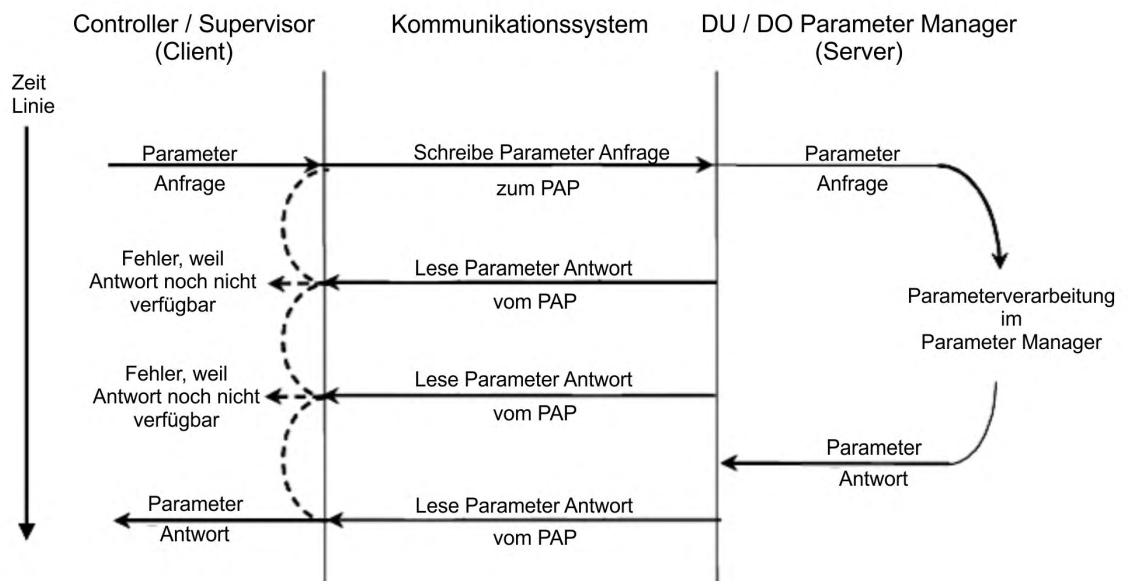 Controller / Supervisor
(Client)
Kommunikationssystem
DU / DO Parameter Manager
(Server)
Zeit
Linie
Parameter
Anfrage
Schreibe Parameter Anfrage
zum PAP
Parameter
Anfrage
Fehler, weil
Antwort noch nicht
verfügbar
Lese Parameter Antwort
vom PAP
Parameterverarbeitung
im
Parameter Manager
Fehler, weil
Antwort noch nicht
verfügbar
Lese Parameter Antwort
vom PAP
Parameter
Antwort
Parameter
Antwort
Lese Parameter Antwort
vom PAP